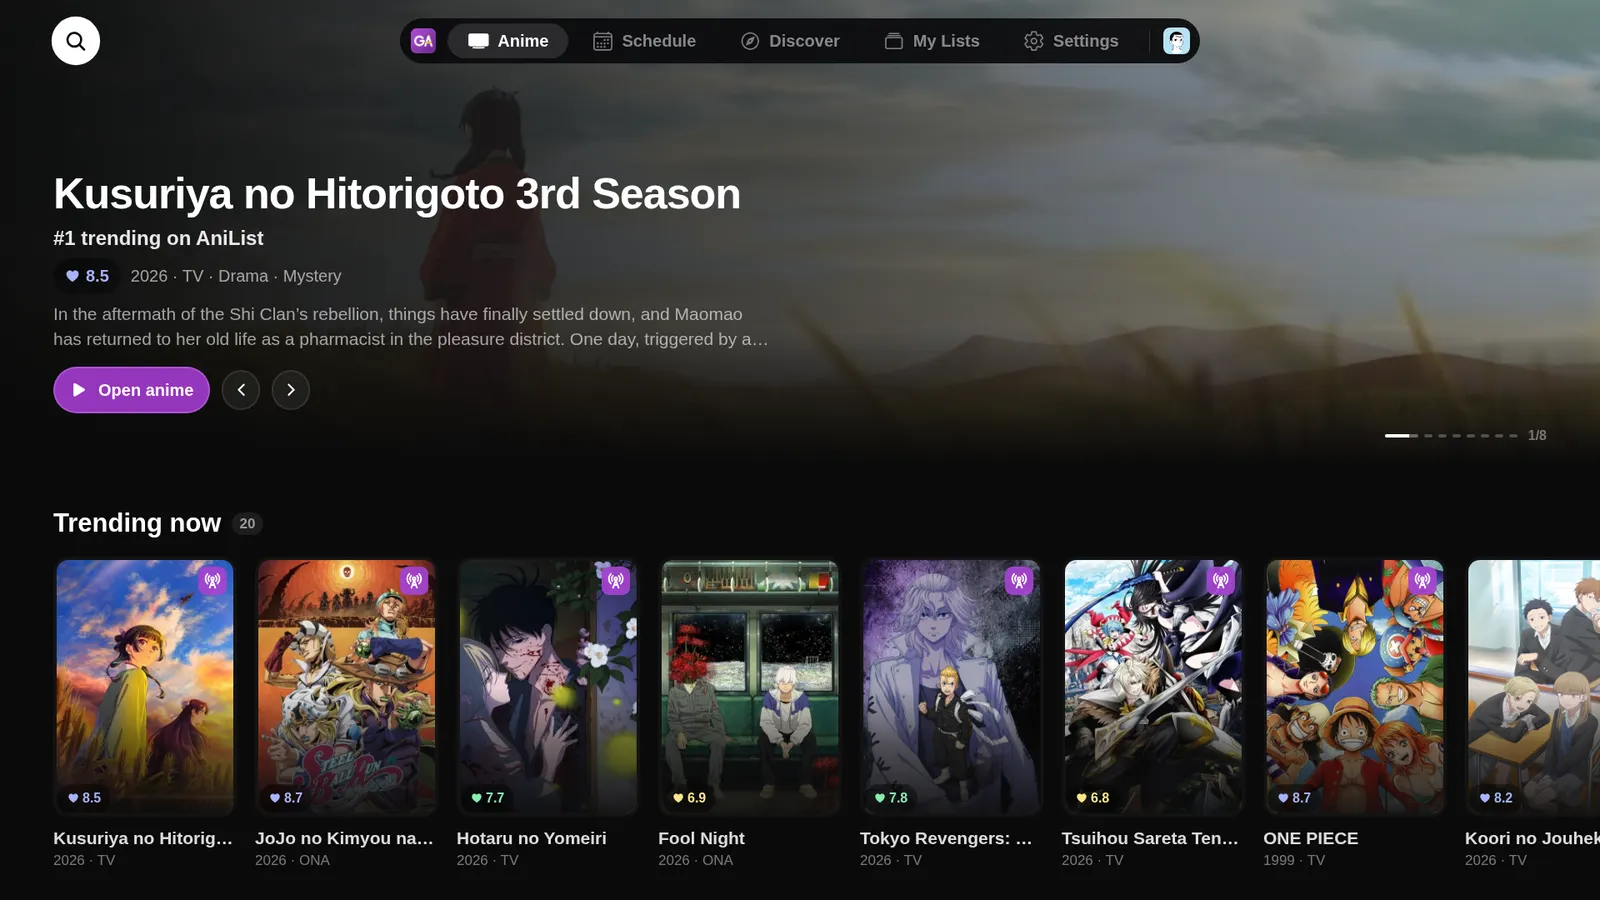 GA
Anime
Schedule
Discover
My Lists
Settings
Kusuriya no Hitorigoto 3rd Season
#1 trending on AniList
8.5
2026 · TV · Drama · Mystery
In the aftermath of the Shi Clan’s rebellion, things have finally settled down, and Maomao
has returned to her old life as a pharmacist in the pleasure district. One day, triggered by a…
Open anime
1/8
Trending now
20
STEEL
BALL RUN
8.5
8.7
7.7
6.9
7.8
6.8
8.7
8.2
Kusuriya no Hitorig…
JoJo no Kimyou na…
Hotaru no Yomeiri
Fool Night
Tokyo Revengers: …
Tsuihou Sareta Ten…
ONE PIECE
Koori no Jouhek
2026 · TV
2026 · ONA
2026 · TV
2026 · ONA
2026 · TV
2026 · TV
1999 · TV
2026 · TV